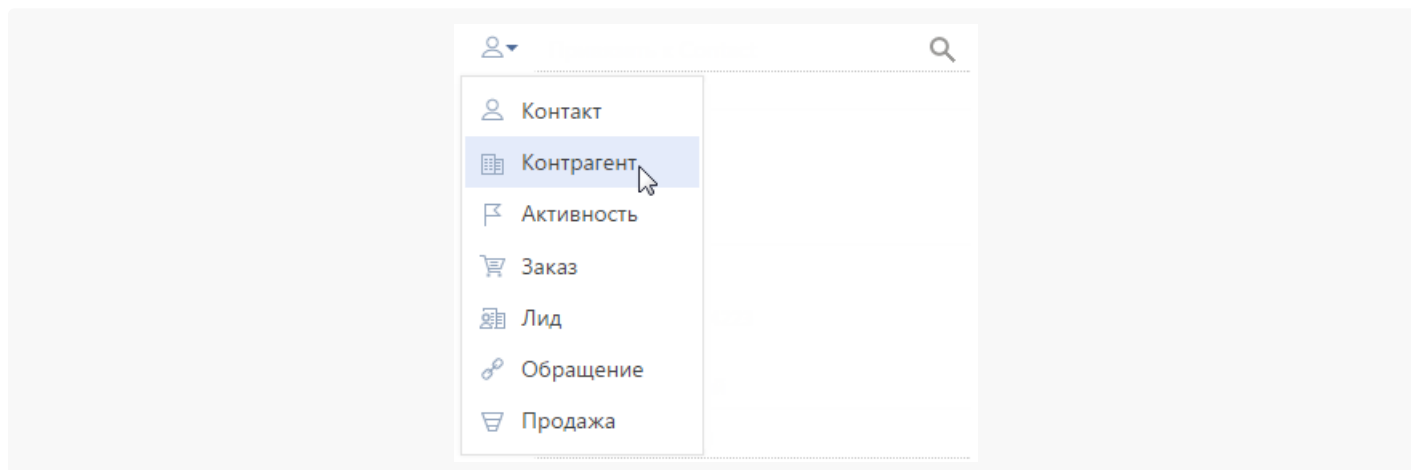 Контакт
Контрагент
Активность
Заказ
Лид
Обращение
Продажа